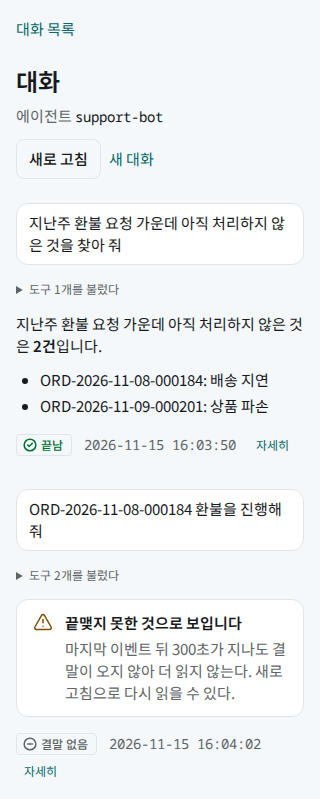 대화 목록
대화
에이전트 support-bot
새로 고침 새 대화
지난주 환불 요청 가운데 아직 처리하지 않
은 것을 찾아 줘
도구 1개를 불렀다
지난주 환불 요청 가운데 아직 처리하지 않은 것
은 2건입니다.
ORD-2026-11-08-000184: 배송 지연
ORD-2026-11-09-000201: 상품 파손
끝남 2026-11-15 16:03:50 자세히
ORD-2026-11-08-000184 환불을 진행해
줘
도구 2개를 불렀다
끝맺지 못한 것으로 보입니다
마지막 이벤트 뒤 300초가 지나도 결
말이 오지 않아 더 읽지 않는다. 새로
고침으로 다시 읽을 수 있다.
결말 없음 2026-11-15 16:04:02
자세히